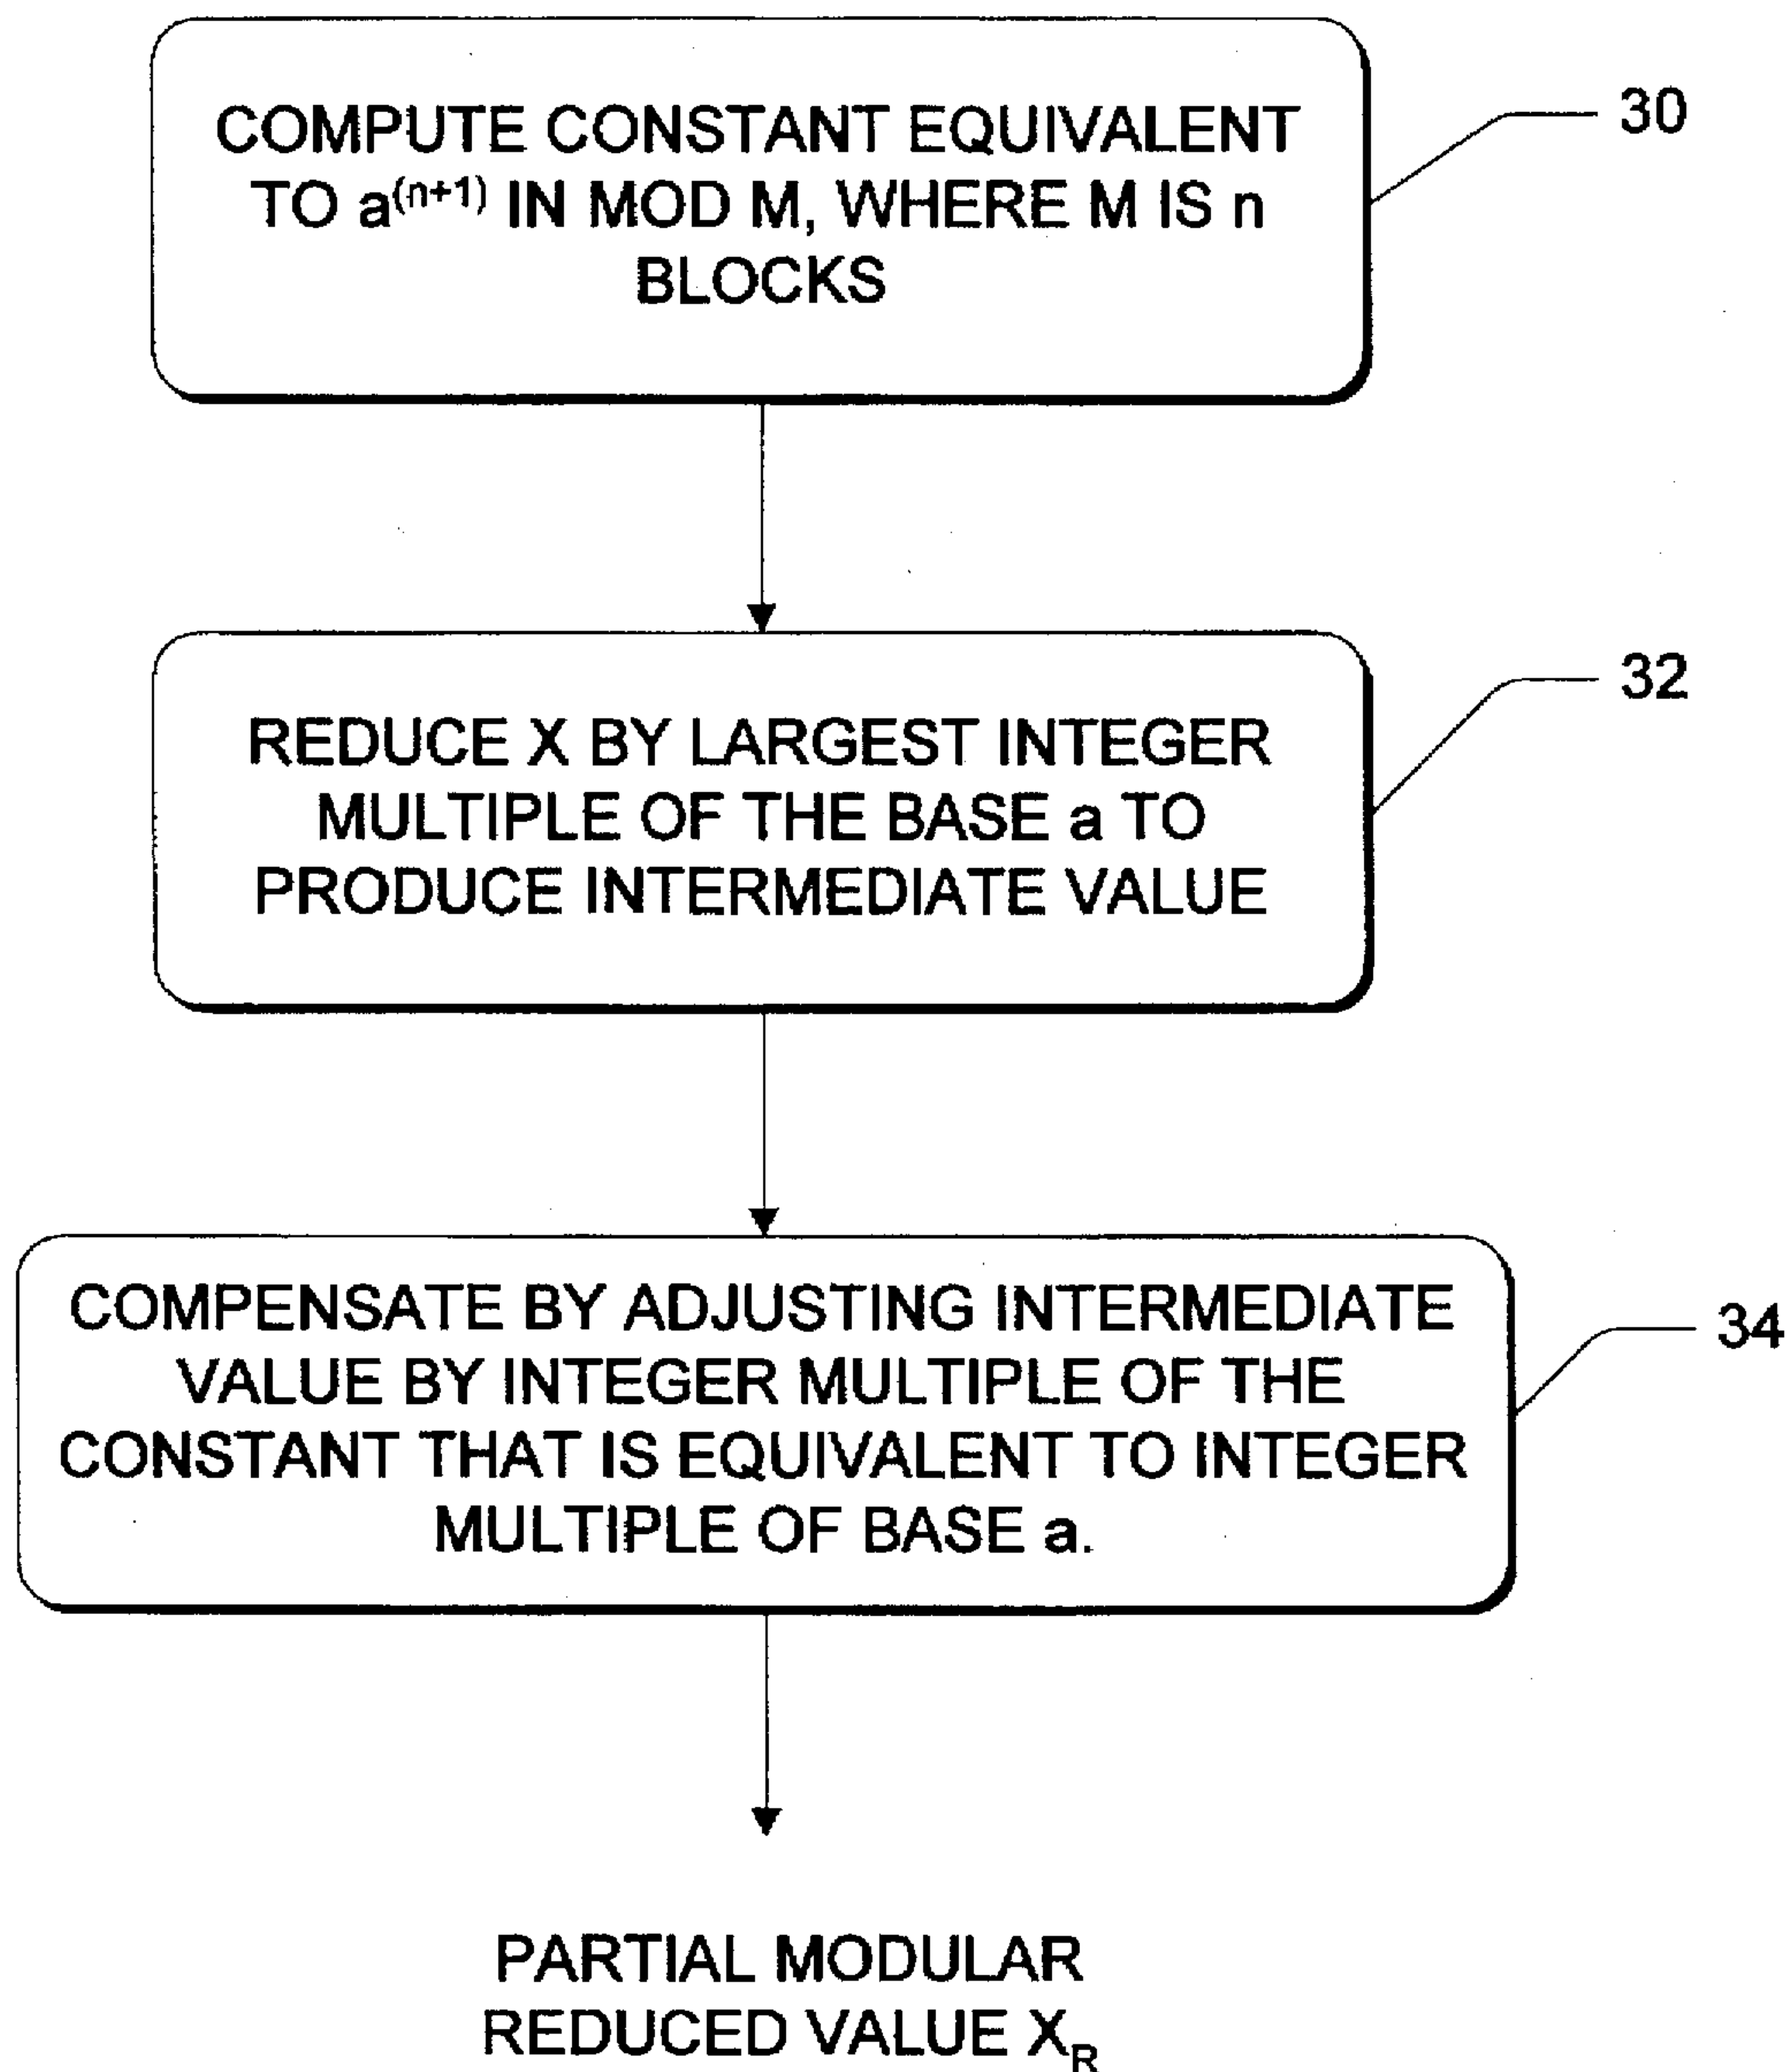 COMPUTE CONSTANT EQUIVALENT
TO a^(n+1) IN MOD M, WHERE M IS n
BLOCKS
30
REDUCE X BY LARGEST INTEGER
MULTIPLE OF THE BASE a TO
PRODUCE INTERMEDIATE VALUE
32
COMPENSATE BY ADJUSTING INTERMEDIATE
VALUE BY INTEGER MULTIPLE OF THE
CONSTANT THAT IS EQUIVALENT TO INTEGER
MULTIPLE OF BASE a.
34
PARTIAL MODULAR
REDUCED VALUE X_R